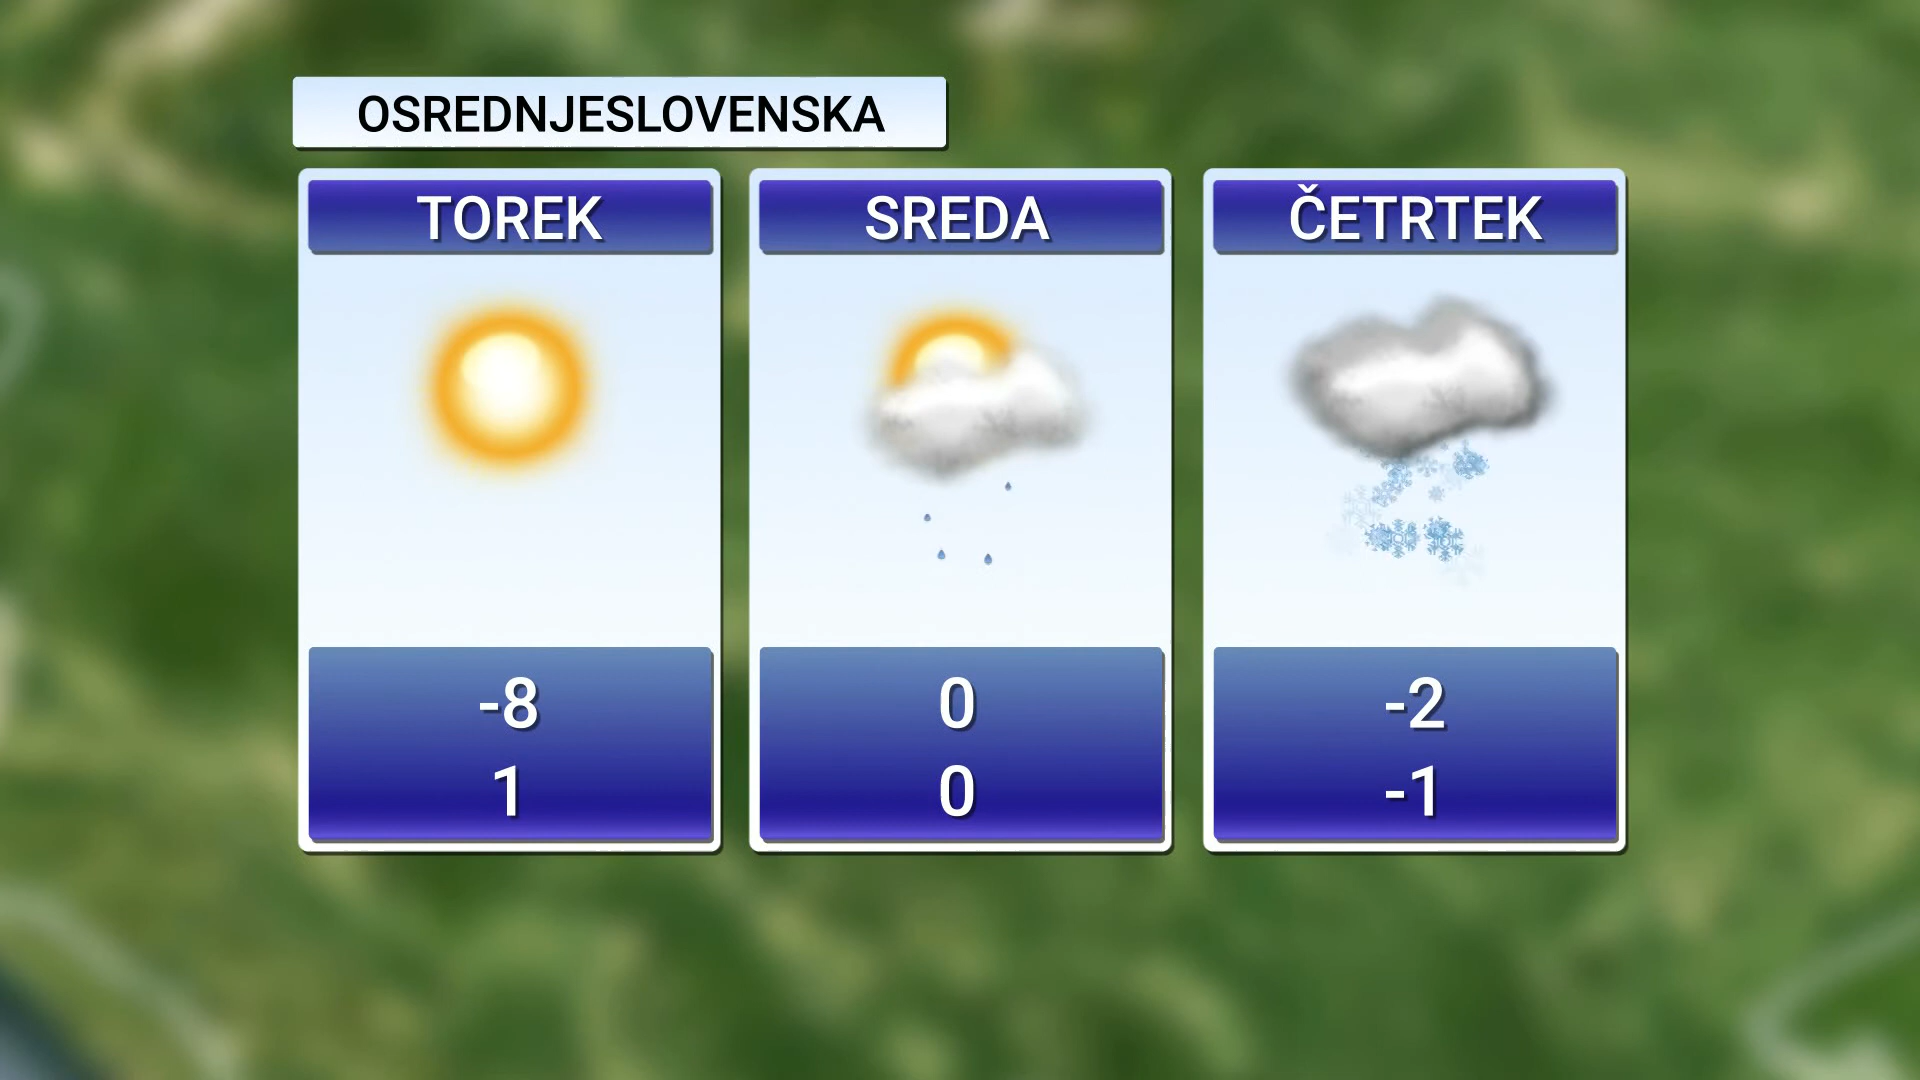 OSREDNJESLOVENSKA
TOREK
SREDA
ČETRTEK
-8
0
-2
1
0
-1